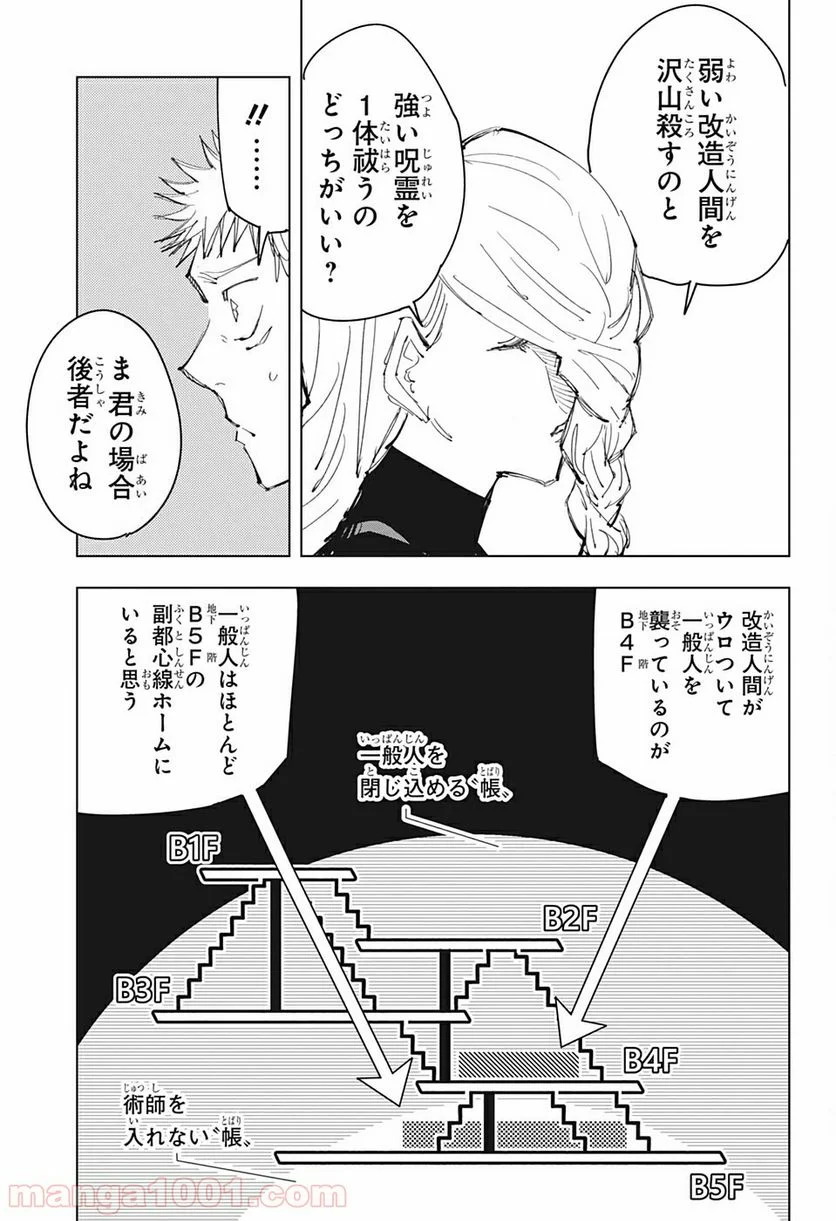 弱い改造人間を
沢山殺すのと
強い呪霊を
1体祓うの
どっちがいい?
‼……
ま 君の場合
後者だよね
改造人間が
ウロついて
一般人を
襲っているのが
B4F
一般人はほとんど
B5Fの
副都心線ホームに
いると思う
一般人を
閉じ込める〝帳〟
B1F
B2F
B3F
B4F
術師を
入れない〝帳〟
B5F
manga1001.com